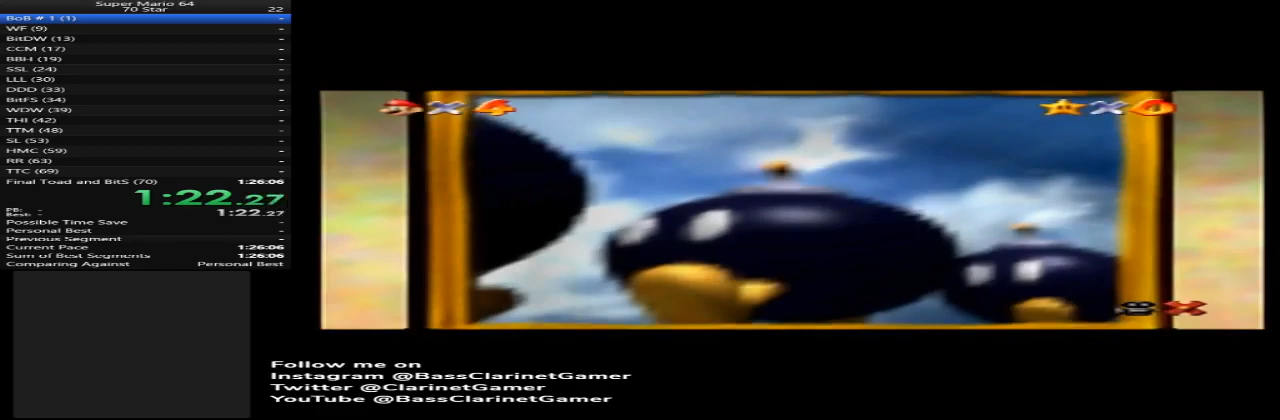 Super Mario 64
70 Star
22
BoB # 1 (1) -
WF (9) -
BitDW (13) -
CCM (17) -
BBH (19) -
SSL (24) -
LLL (30) -
DDD (33) -
BitFS (34) -
WDW (39) -
THI (42) -
TTM (48) -
SL (53) -
HMC (59) -
RR (63) -
TTC (69) -
Final Toad and BitS (70) 1:26:06
1:22.27
PB: -
Best: - 1:22.27
Possible Time Save -
Personal Best -
Previous Segment -
Current Pace 1:26:06
Sum of Best Segments 1:26:06
Comparing Against Personal Best
× 4
× 0
Follow me on
Instagram @BassClarinetGamer
Twitter @ClarinetGamer
YouTube @BassClarinetGamer